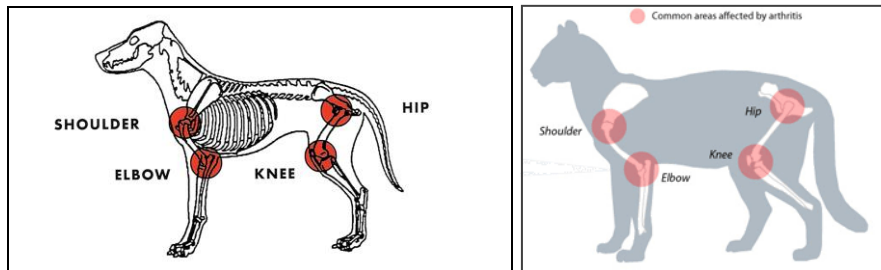 HIP
SHOULDER
ELBOW
KNEE
Common areas affected by arthritis
Hip
Shoulder
Knee
Elbow